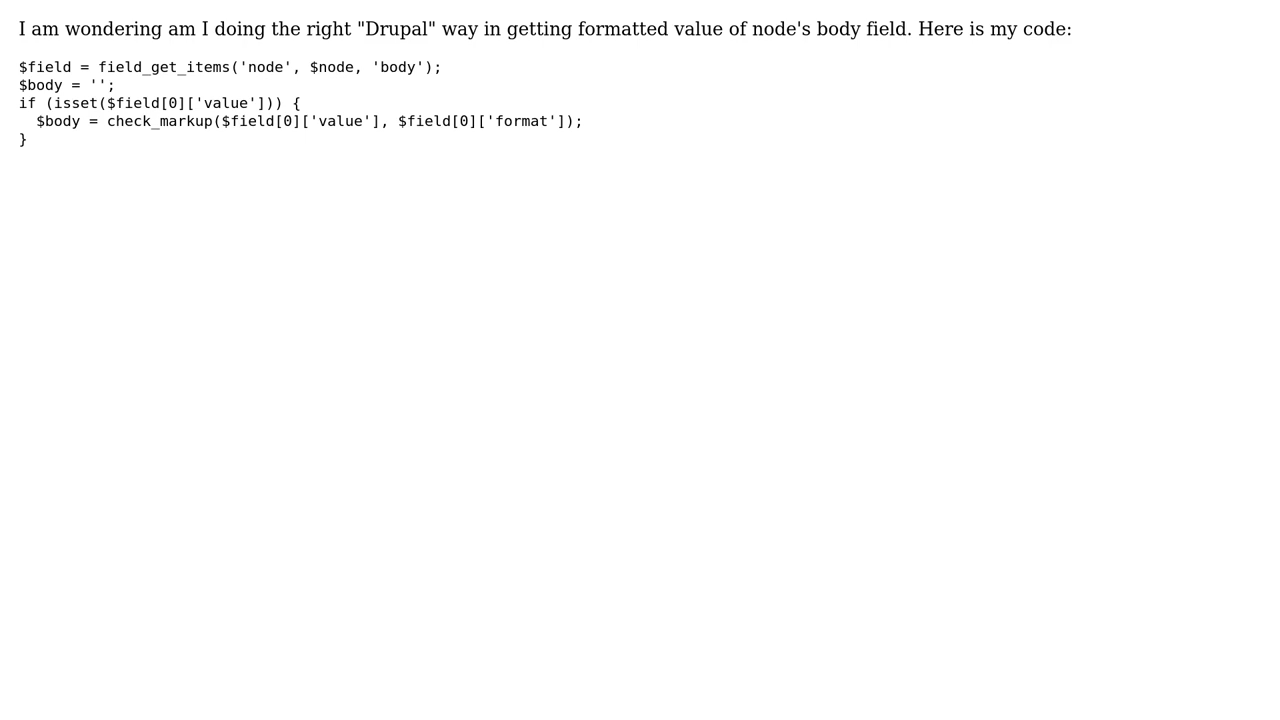 I am wondering am I doing the right "Drupal" way in getting formatted value of node's body field. Here is my code:
$field = field_get_items('node', $node, 'body');
$body = '';
if (isset($field[0]['value'])) {
  $body = check_markup($field[0]['value'], $field[0]['format']);
}